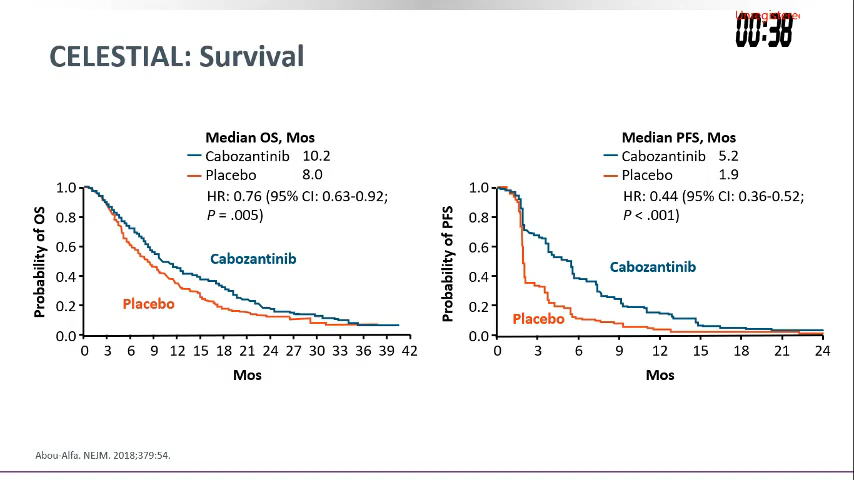 Unregistered
00:38
CELESTIAL: Survival
Median OS, Mos
Cabozantinib 10.2
Placebo 8.0
HR: 0.76 (95% CI: 0.63-0.92;
P = .005)
1.0
0.8
0.6
0.4
0.2
0.0
Probability of OS
Cabozantinib
Placebo
0 3 6 9 12 15 18 21 24 27 30 33 36 39 42
Mos
Median PFS, Mos
Cabozantinib 5.2
Placebo 1.9
HR: 0.44 (95% CI: 0.36-0.52;
P < .001)
1.0
0.8
0.6
0.4
0.2
0.0
Probability of PFS
Cabozantinib
Placebo
0 3 6 9 12 15 18 21 24
Mos
Abou-Alfa. NEJM. 2018;379:54.